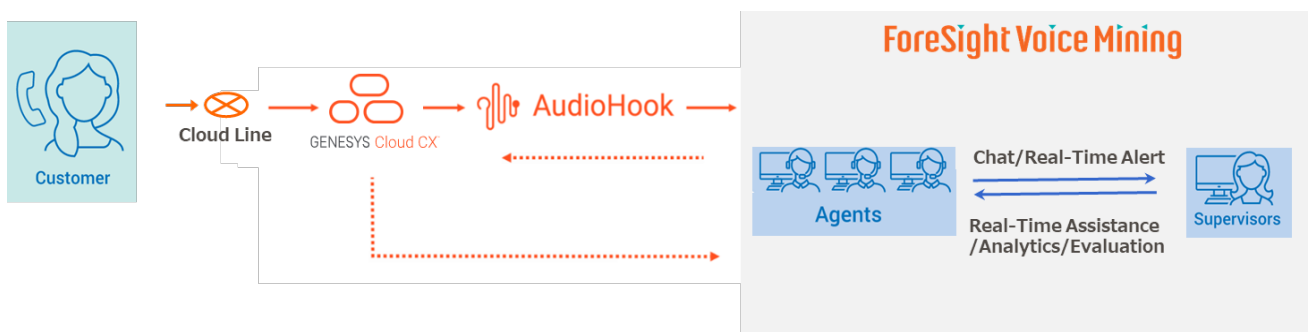 ForeSight Voice Mining
Customer
Cloud Line
GENESYS Cloud CX
AudioHook
Agents
Chat/Real-Time Alert
Real-Time Assistance
/Analytics/Evaluation
Supervisors